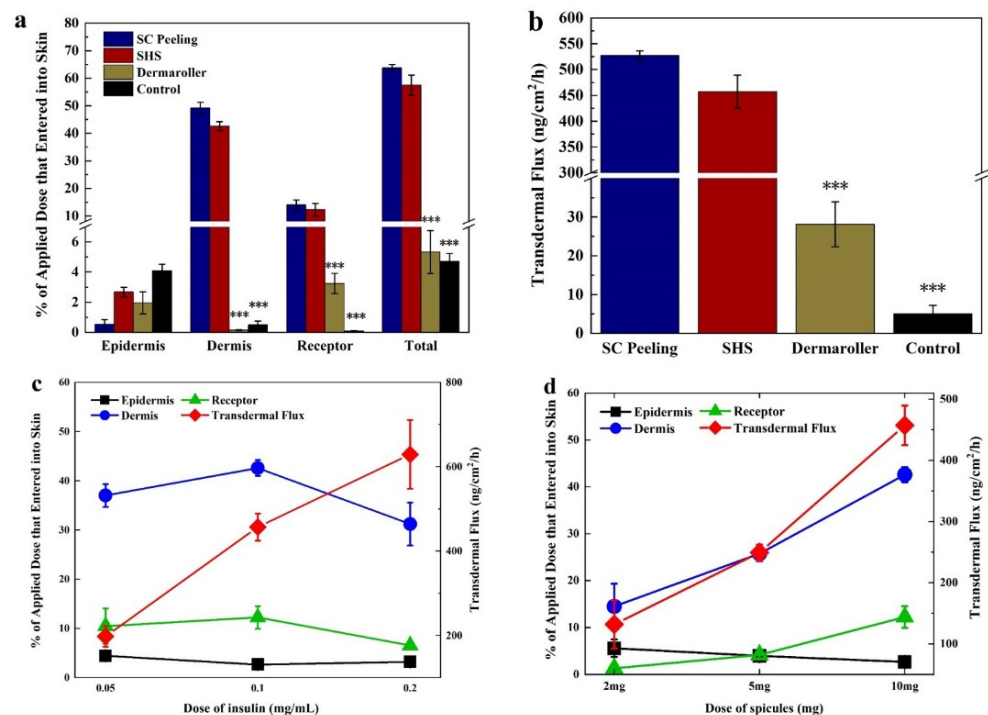 a
% of Applied Dose that Entered into Skin
80
70
60
50
40
30
20
10
6
4
2
0
SC Peeling
SHS
Dermaroller
Control
***
***
***
***
***
***
Epidermis Dermis Receptor Total
b
Transdermal Flux (ng/cm²/h)
600
550
500
450
400
350
300
30
20
10
0
***
***
SC Peeling SHS Dermaroller Control
c
% of Applied Dose that Entered into Skin
60
50
40
30
20
10
0
Epidermis Receptor
Dermis Transdermal Flux
800
600
400
200
Transdermal Flux (ng/cm²/h)
0.05 0.1 0.2
Dose of insulin (mg/mL)
d
% of Applied Dose that Entered into Skin
60
50
40
30
20
10
0
Epidermis Receptor
Dermis Transdermal Flux
500
400
300
200
100
Transdermal Flux (ng/cm²/h)
2mg 5mg 10mg
Dose of spicules (mg)